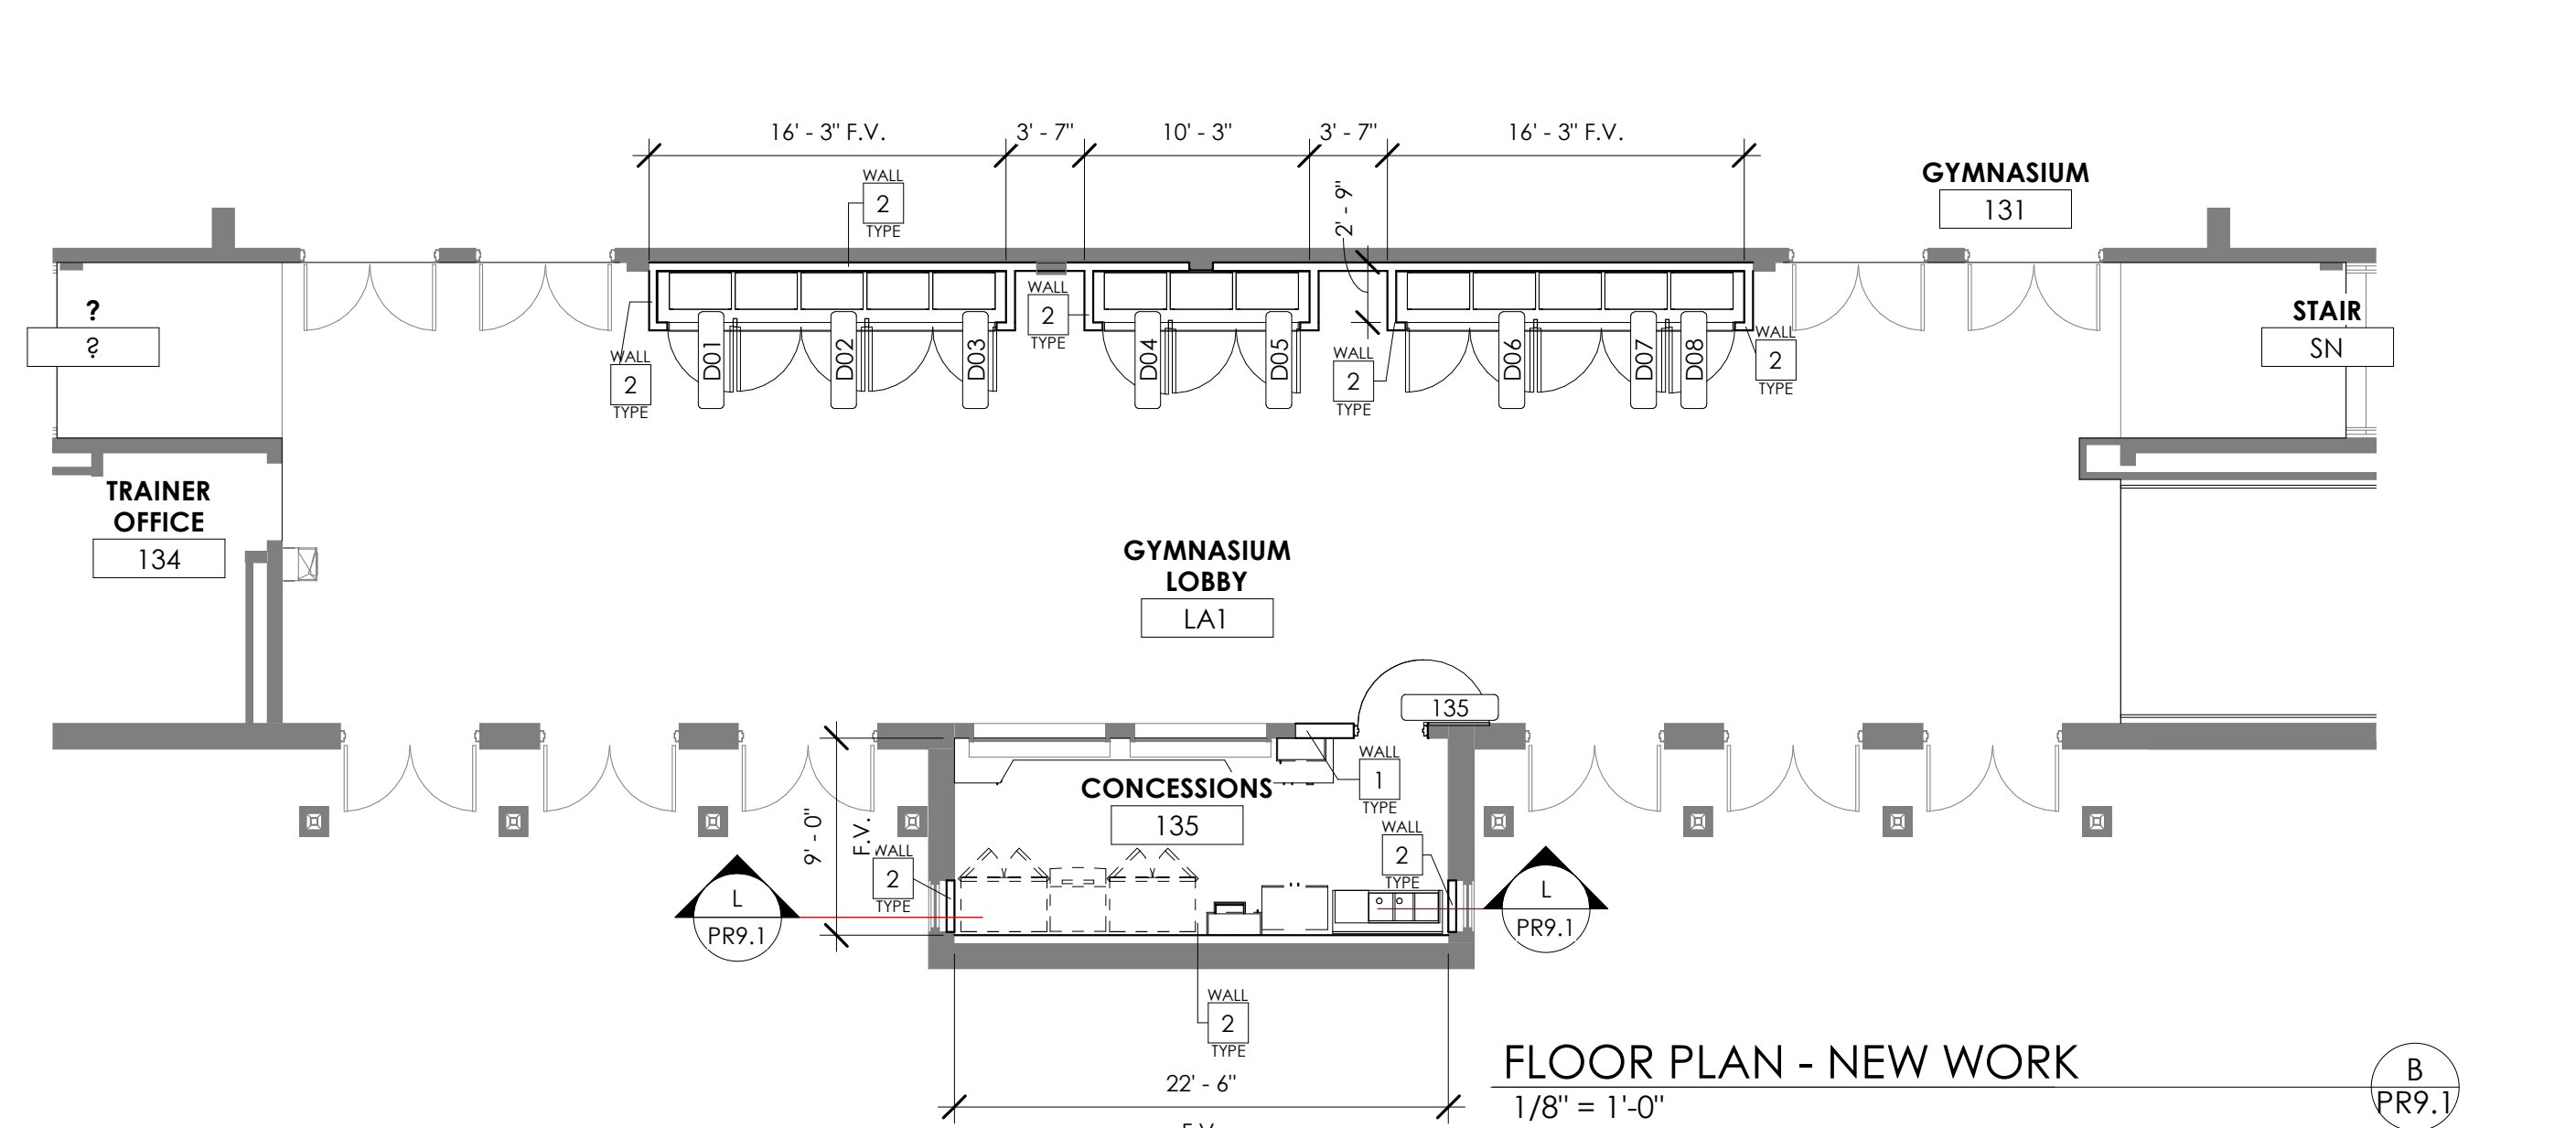 16' - 3" F.V.
3' - 7"
10' - 3"
3' - 7"
16' - 3" F.V.
2' - 9"
WALL
2
TYPE
GYMNASIUM
131
?
?
WALL
2
TYPE
WALL
2
TYPE
WALL
2
TYPE
WALL
2
TYPE
D01
D02
D03
D04
D05
D06
D07
D08
STAIR
SN
TRAINER
OFFICE
134
GYMNASIUM
LOBBY
LA1
135
WALL
1
TYPE
CONCESSIONS
135
9' - 0"
F.V.
WALL
2
TYPE
WALL
2
TYPE
L
PR9.1
L
PR9.1
WALL
2
TYPE
22' - 6"
F.V.
FLOOR PLAN - NEW WORK
1/8" = 1'-0"
B
PR9.1